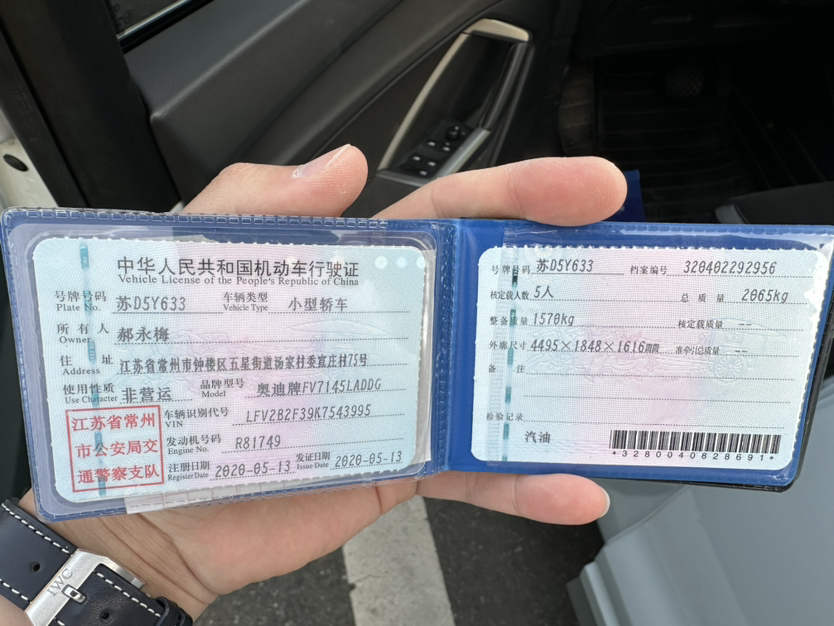 中华人民共和国机动车行驶证
Vehicle License of the People's Republic of China
号牌号码 苏D5Y633 车辆类型 小型轿车
Plate No. Vehicle Type
所有人 郝永梅
Owner
住址 江苏省常州市钟楼区五星街道汤家村委宣庄村75号
Address
使用性质 非营运 品牌型号 奥迪牌FV7145LADDG
Use Character Model
江苏省常州
市公安局交
通警察支队
车辆识别代号 LFV2B2F39K7543995
VIN
发动机号码 R81749
Engine No.
注册日期 2020-05-13 发证日期 2020-05-13
Register Date Issue Date
号牌号码 苏D5Y633 档案编号 320402292956
核定载人数 5人 总质量 2065kg
整备质量 1570kg 核定载质量 --
外廓尺寸 4495×1848×1616mm 准牵引总质量 --
备注
检验记录
汽油
*3280040828691*
IWC